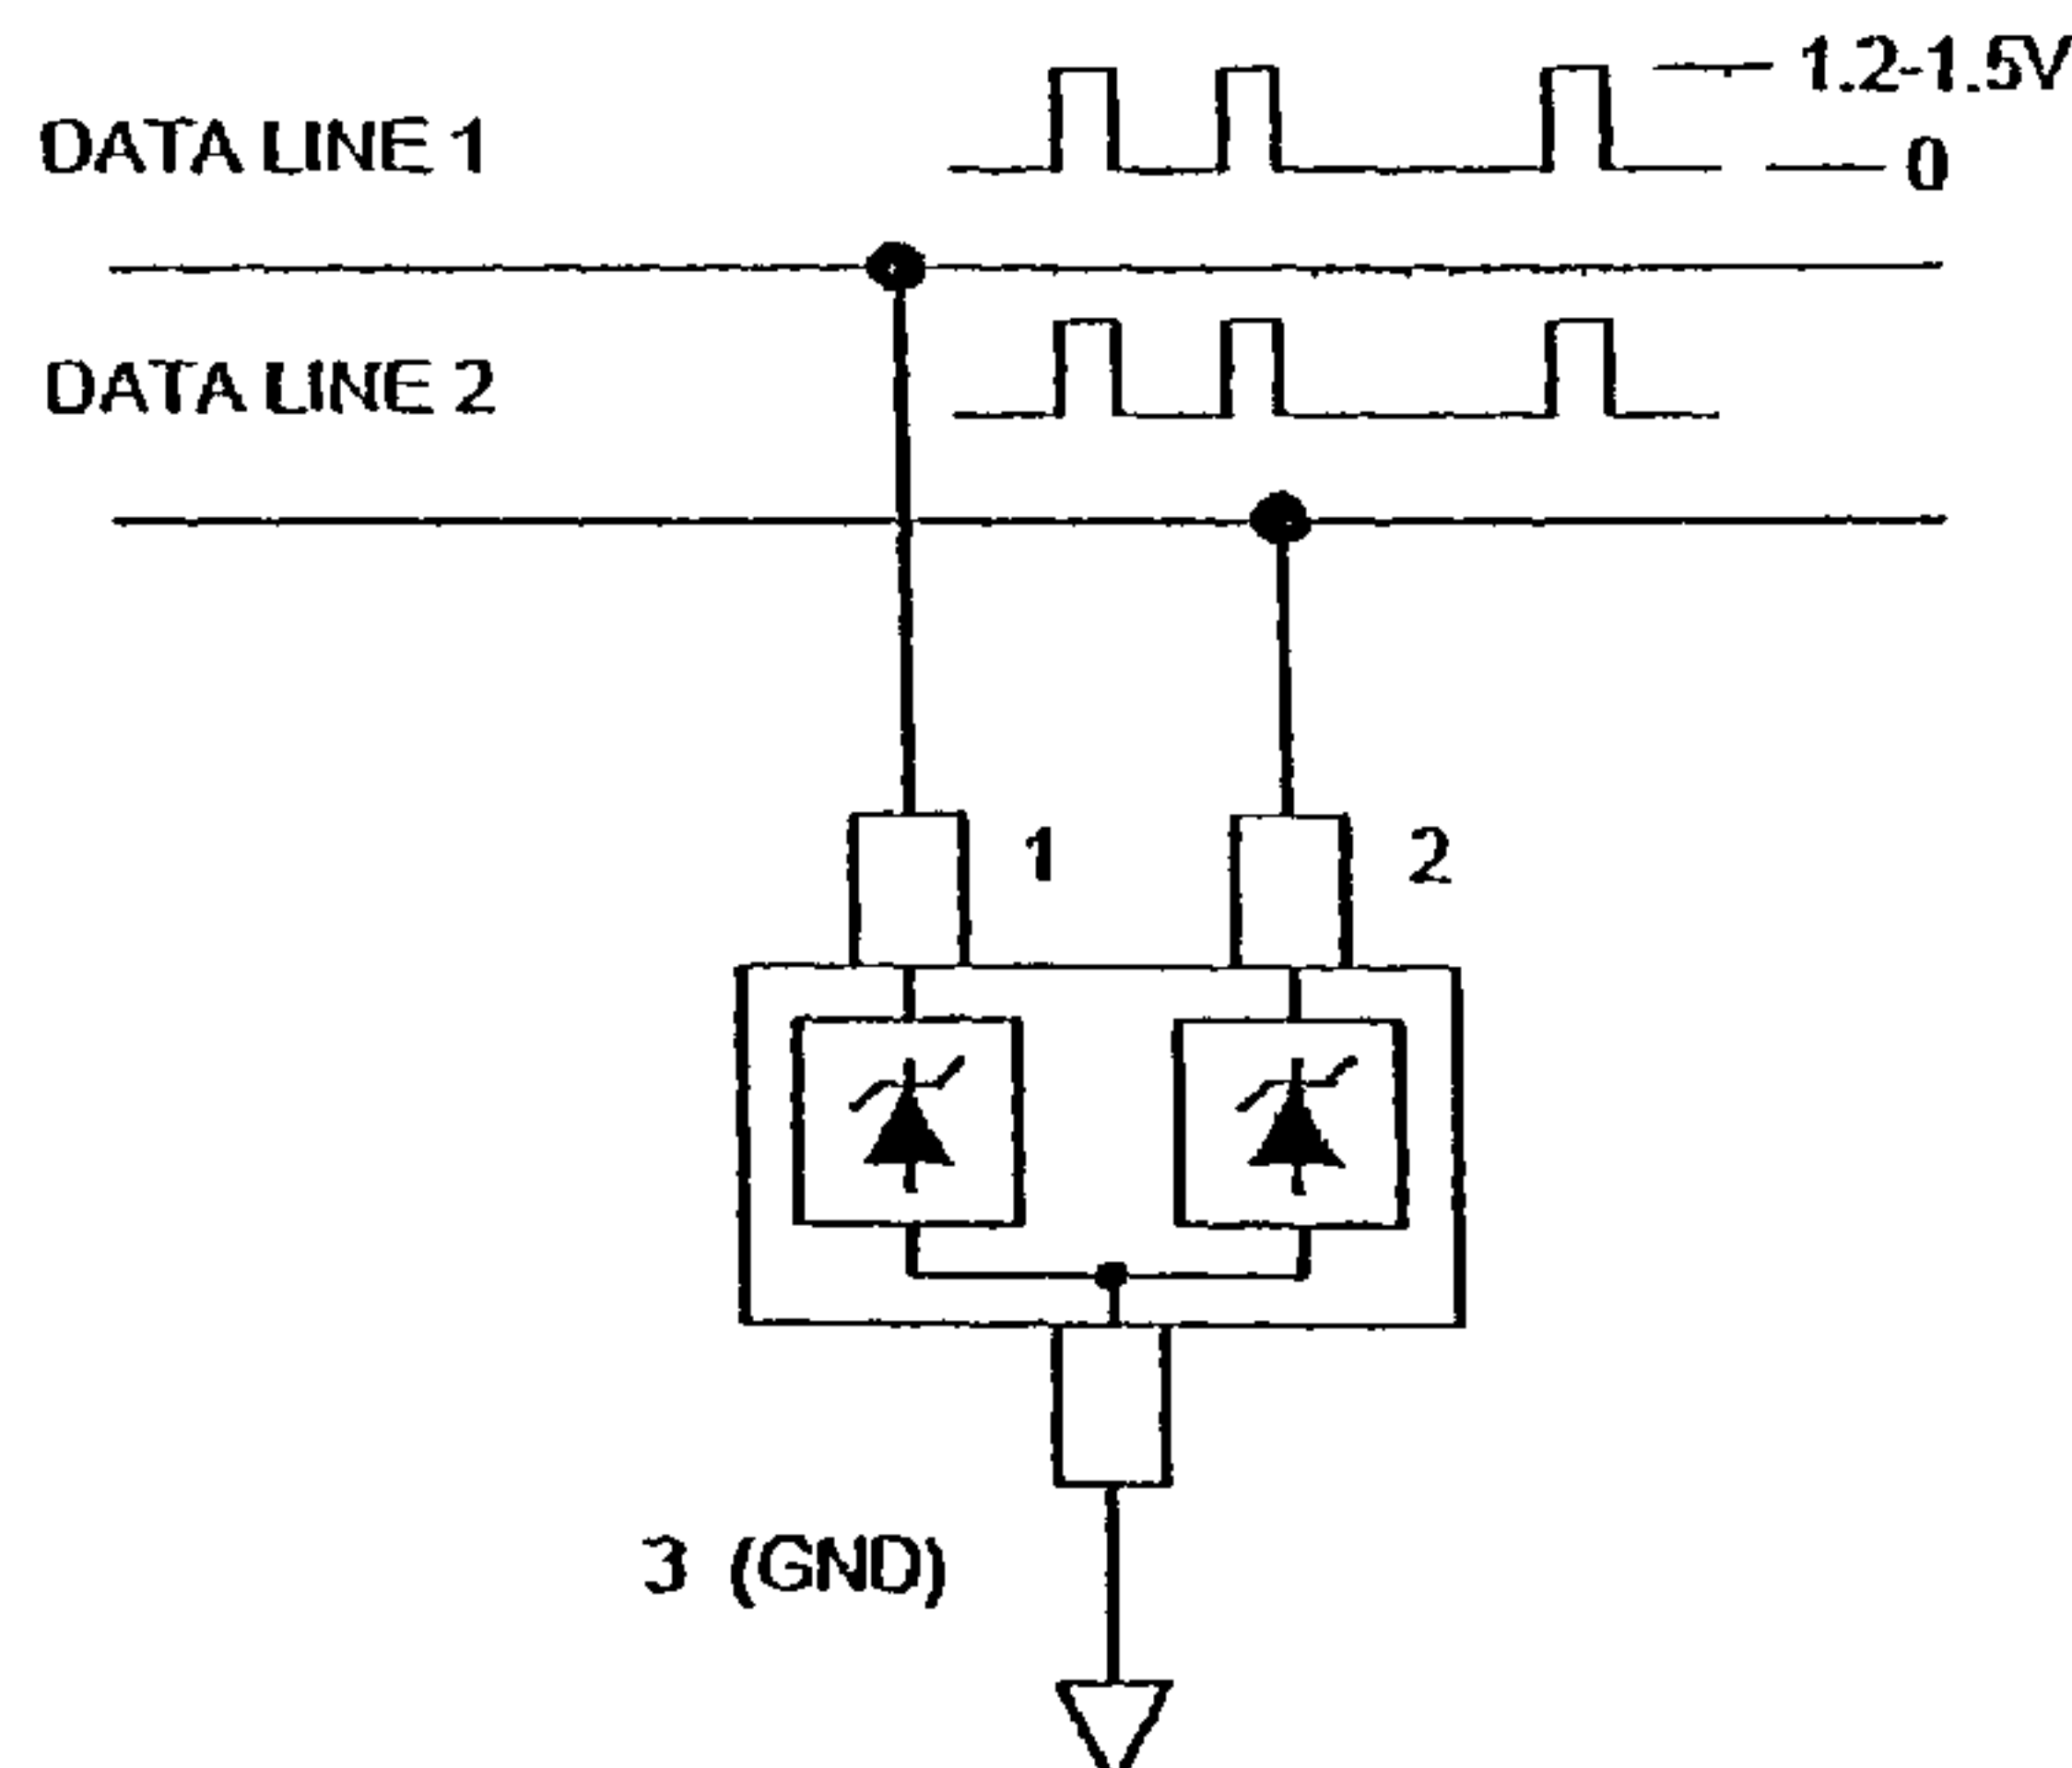 1.2-1.5V
DATA LINE 1
0
DATA LINE 2
1
2
3 (GND)